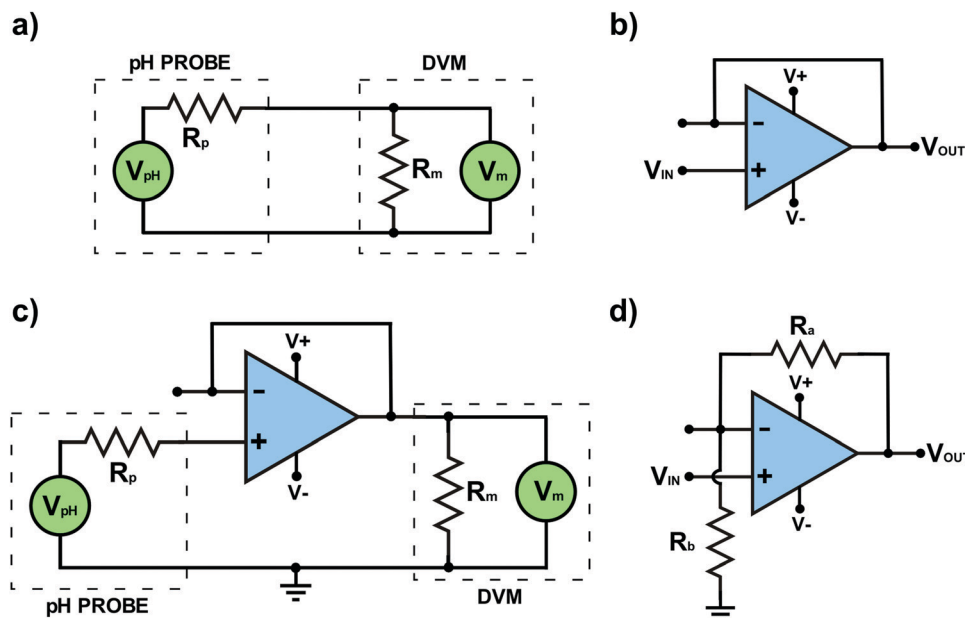 a)
pH PROBE
DVM
Rp
VpH
Rm
Vm
b)
V+
-
VIN
+
VOUT
V-
c)
V+
-
+
V-
Rp
VpH
Rm
Vm
pH PROBE
DVM
d)
Ra
V+
-
VIN
+
VOUT
V-
Rb